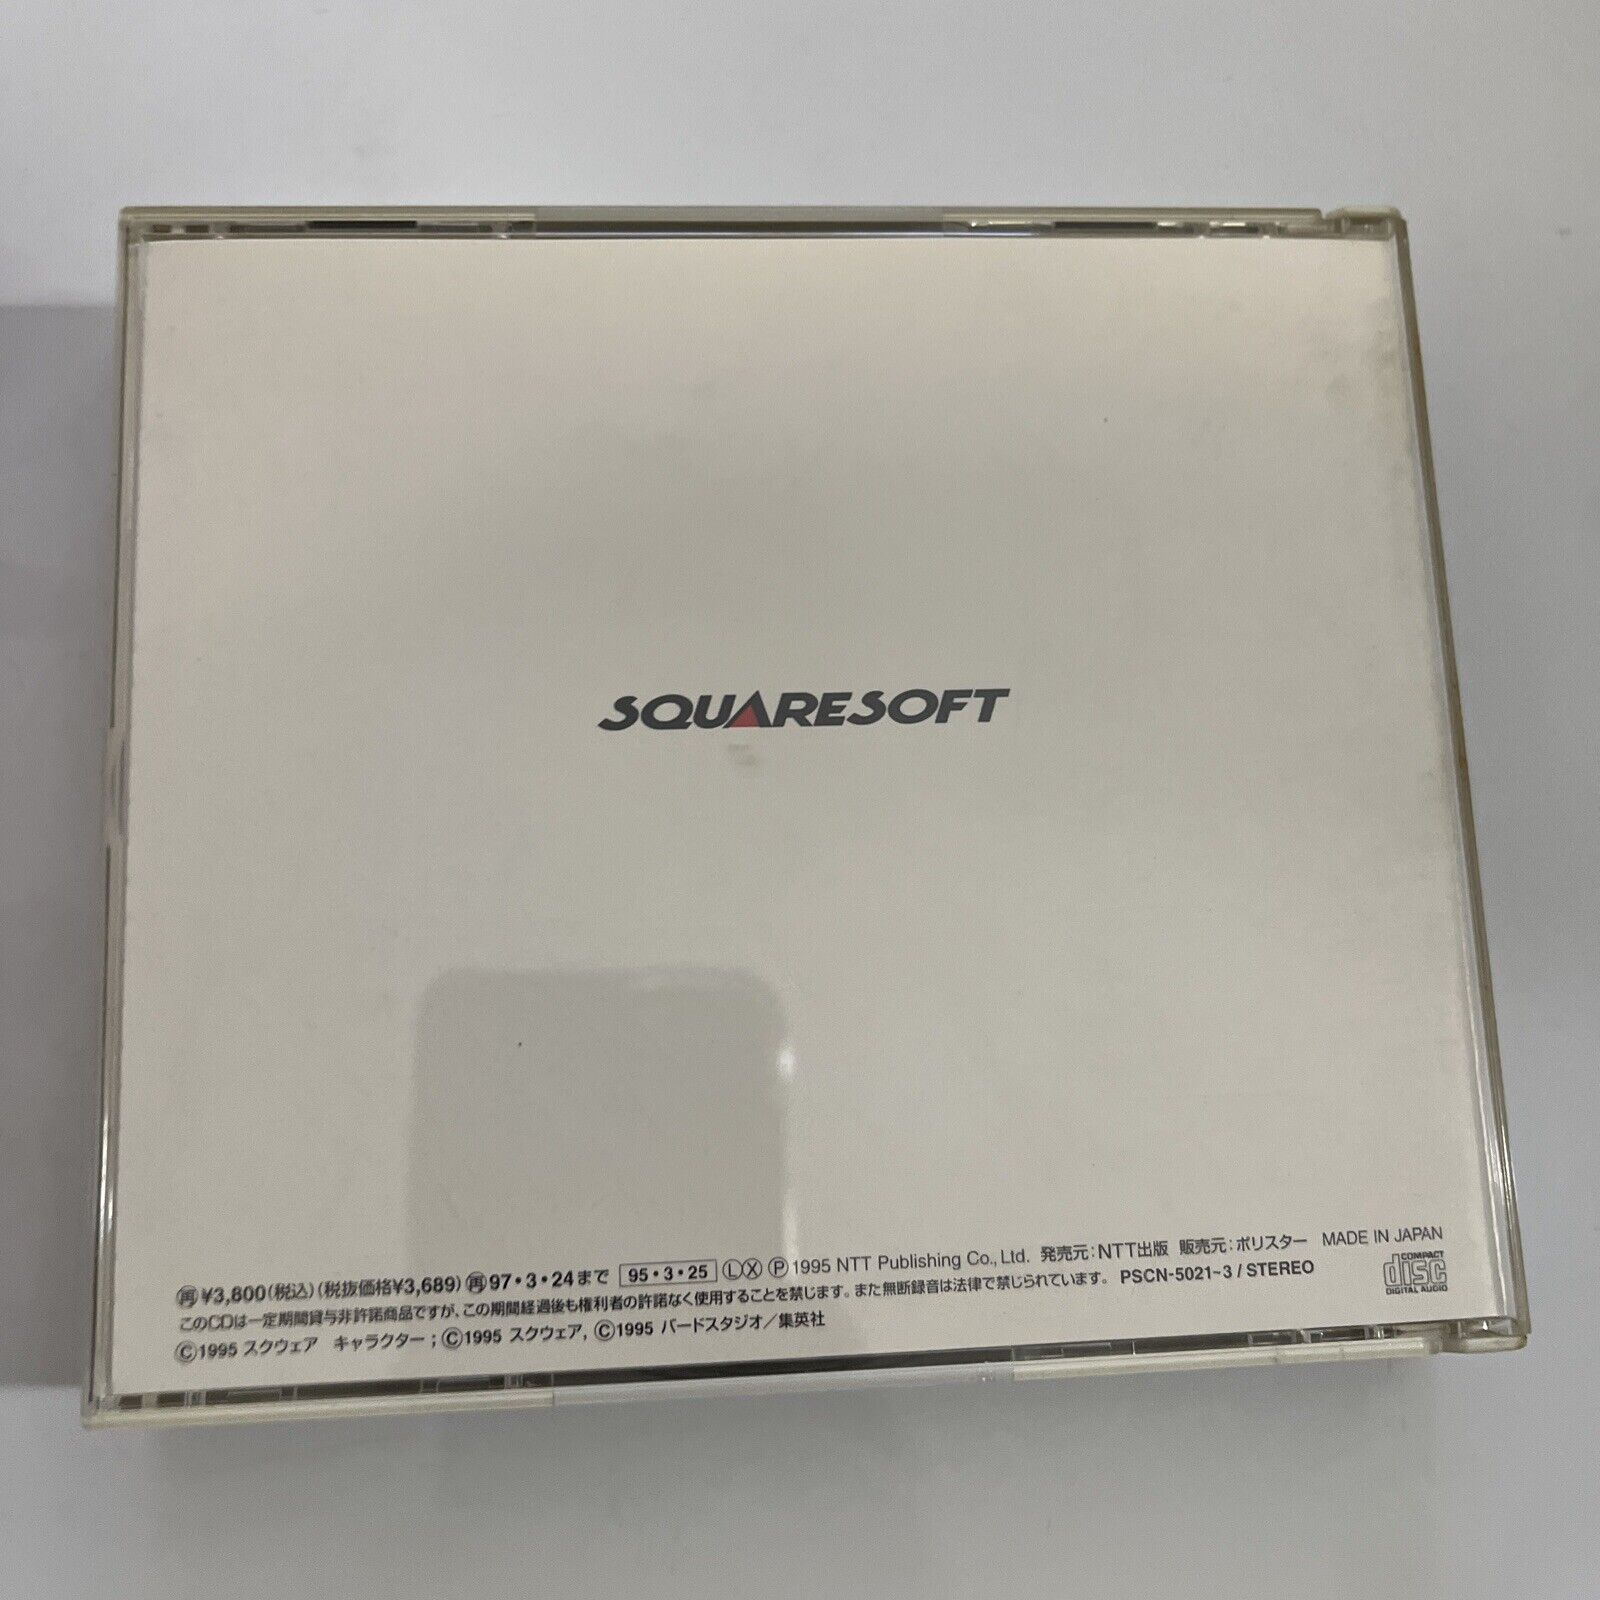 SQUARESOFT
㊢¥3,800(税込)(税抜価格¥3,689)㊢97・3・24まで 95・3・25 ⓁⓍ Ⓟ1995 NTT Publishing Co., Ltd. 発売元：NTT出版 販売元：ポリスター MADE IN JAPAN
このCDは一定期間貸与非許諾商品ですが、この期間経過後も権利者の許諾なく使用することを禁じます。また無断録音は法律で禁じられています。 PSCN-5021~3 / STEREO
©1995 スクウェア キャラクター；©1995 スクウェア, ©1995 バードスタジオ／集英社
COMPACT
disc
DIGITAL AUDIO